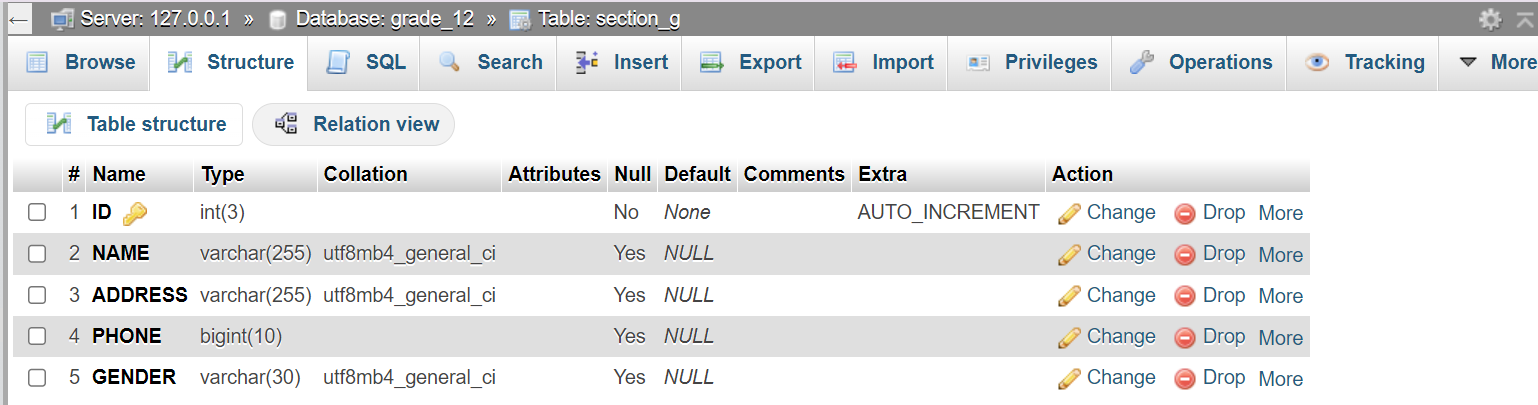 ← Server: 127.0.0.1 » Database: grade_12 » Table: section_g
Browse Structure SQL Search Insert Export Import Privileges Operations Tracking More
Table structure Relation view
# Name Type Collation Attributes Null Default Comments Extra Action
1 ID int(3) No None AUTO_INCREMENT Change Drop More
2 NAME varchar(255) utf8mb4_general_ci Yes NULL Change Drop More
3 ADDRESS varchar(255) utf8mb4_general_ci Yes NULL Change Drop More
4 PHONE bigint(10) Yes NULL Change Drop More
5 GENDER varchar(30) utf8mb4_general_ci Yes NULL Change Drop More